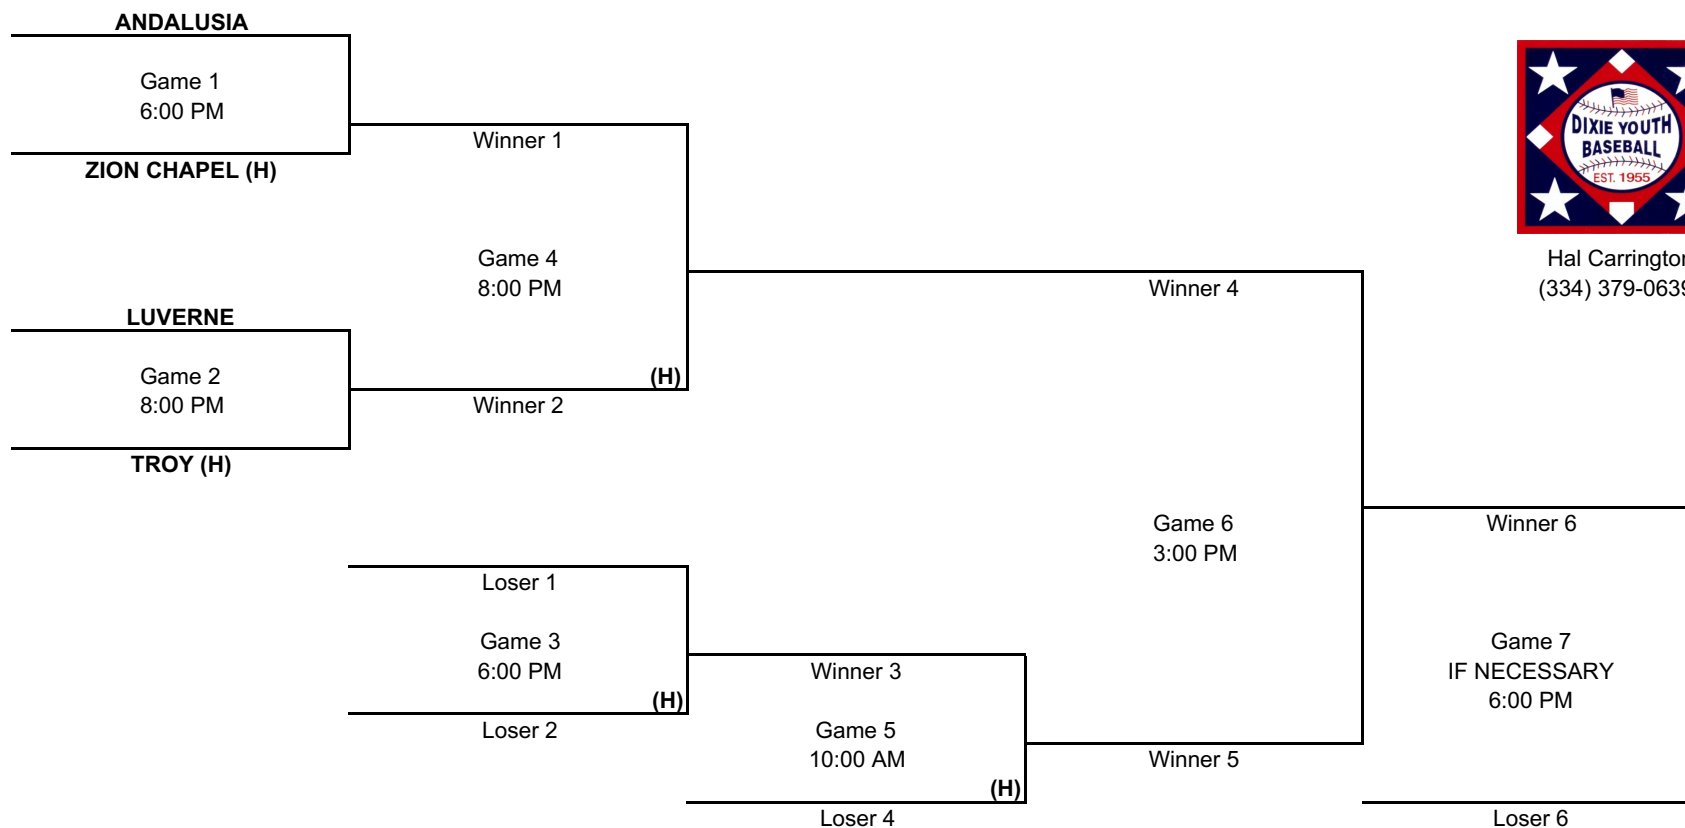 ANDALUSIA
Game 1
6:00 PM
ZION CHAPEL (H)
Winner 1
Game 4
8:00 PM
LUVERNE
Game 2
8:00 PM
TROY (H)
(H)
Winner 2
Winner 4
DIXIE YOUTH
BASEBALL
EST. 1955
Hal Carrington
(334) 379-0639
Game 6
3:00 PM
Winner 6
Loser 1
Game 3
6:00 PM
(H)
Loser 2
Winner 3
Game 5
10:00 AM
(H)
Loser 4
Winner 5
Game 7
IF NECESSARY
6:00 PM
Loser 6